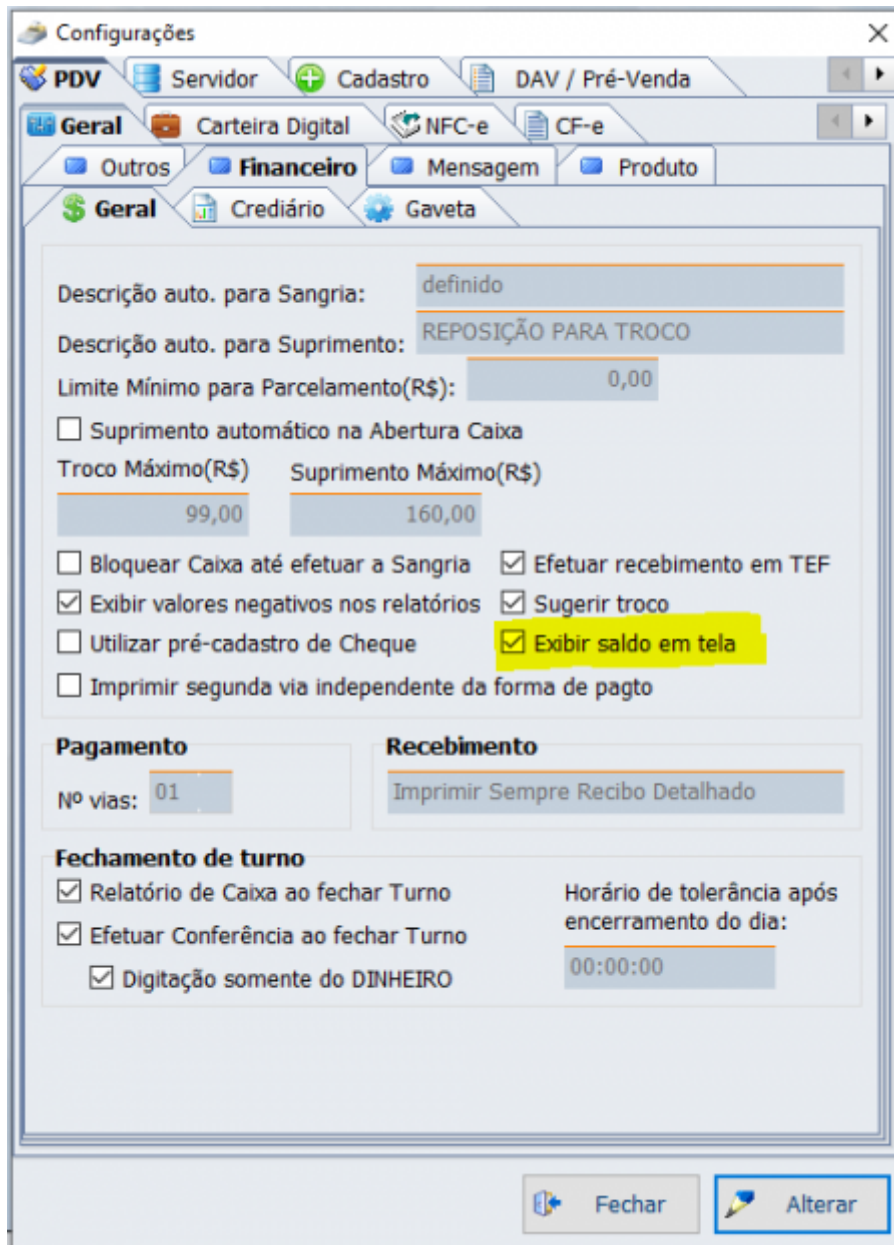 Configurações
PDV Servidor Cadastro DAV / Pré-Venda
Geral Carteira Digital NFC-e CF-e
Outros Financeiro Mensagem Produto
Geral Crediário Gaveta
Descrição auto. para Sangria: definido
Descrição auto. para Suprimento: REPOSIÇÃO PARA TROCO
Limite Mínimo para Parcelamento(R$): 0,00
Suprimento automático na Abertura Caixa
Troco Máximo(R$) Suprimento Máximo(R$)
99,00 160,00
Bloquear Caixa até efetuar a Sangria Efetuar recebimento em TEF
Exibir valores negativos nos relatórios Sugerir troco
Utilizar pré-cadastro de Cheque Exibir saldo em tela
Imprimir segunda via independente da forma de pagto
Pagamento Recebimento
Nº vias: 01 Imprimir Sempre Recibo Detalhado
Fechamento de turno
Relatório de Caixa ao fechar Turno Horário de tolerância após
Efetuar Conferência ao fechar Turno encerramento do dia:
Digitação somente do DINHEIRO 00:00:00
Fechar Alterar